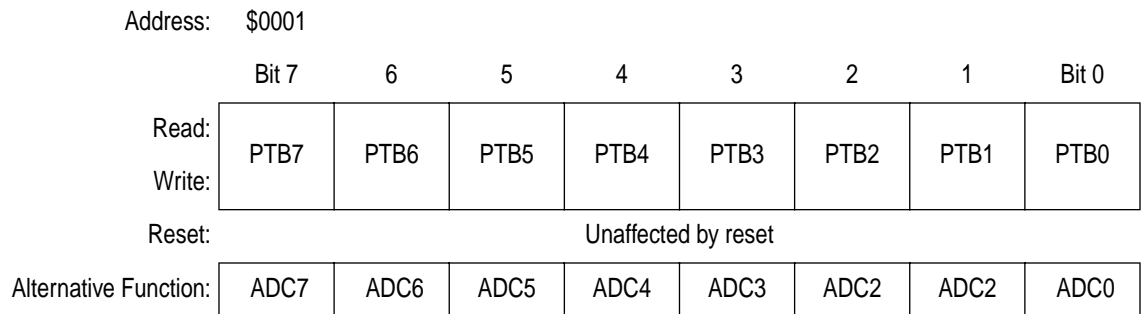 Address: $0001
Bit 7 6 5 4 3 2 1 Bit 0
Read:
PTB7 PTB6 PTB5 PTB4 PTB3 PTB2 PTB1 PTB0
Write:
Reset: Unaffected by reset
Alternative Function: ADC7 ADC6 ADC5 ADC4 ADC3 ADC2 ADC2 ADC0